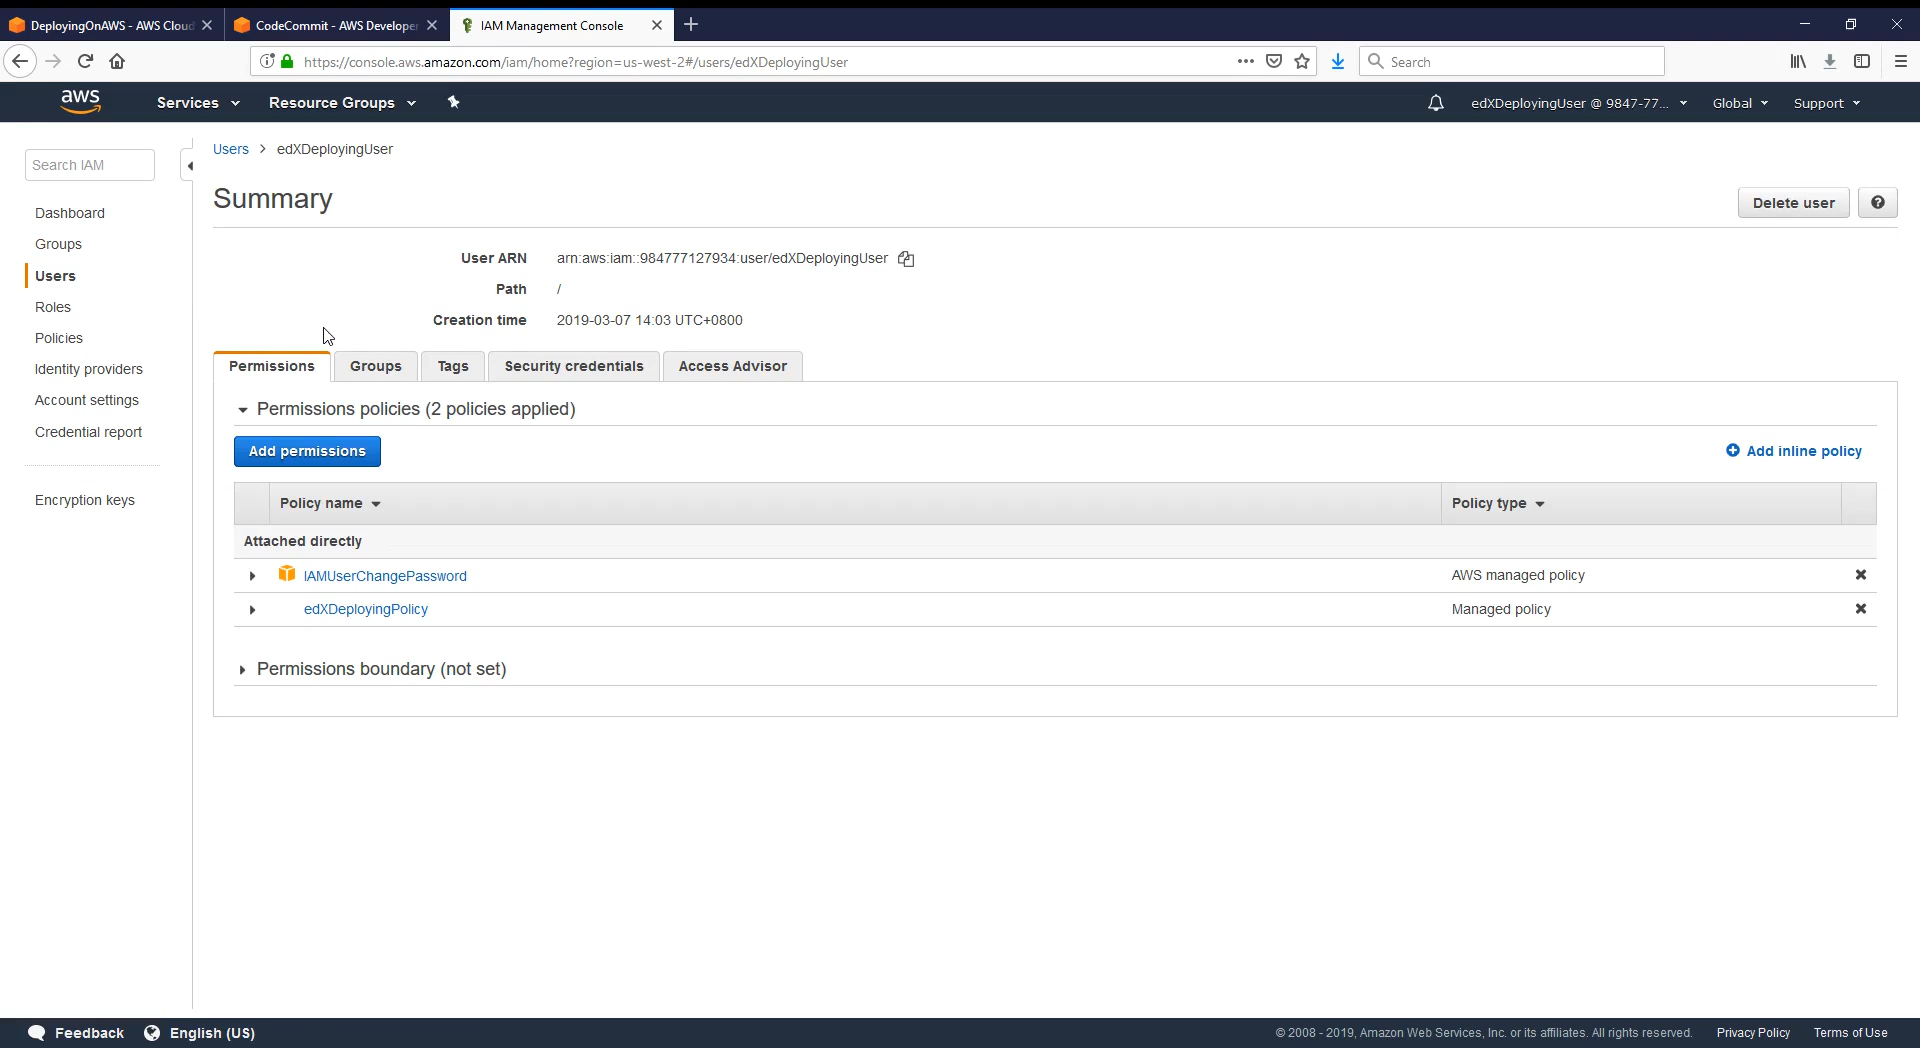 DeployingOnAWS - AWS Cloud
CodeCommit - AWS Develope
IAM Management Console
https://console.aws.amazon.com/iam/home?region=us-west-2#/users/edXDeployingUser
Search
aws
Services
Resource Groups
edXDeployingUser @ 9847-77...
Global
Support
Search IAM
Dashboard
Groups
Users
Roles
Policies
Identity providers
Account settings
Credential report
Encryption keys
Users > edXDeployingUser
Summary
Delete user
User ARN arn:aws:iam::984777127934:user/edXDeployingUser
Path /
Creation time 2019-03-07 14:03 UTC+0800
Permissions
Groups
Tags
Security credentials
Access Advisor
Permissions policies (2 policies applied)
Add permissions
Add inline policy
Policy name
Policy type
Attached directly
IAMUserChangePassword AWS managed policy
edXDeployingPolicy Managed policy
Permissions boundary (not set)
Feedback
English (US)
© 2008 - 2019, Amazon Web Services, Inc. or its affiliates. All rights reserved.
Privacy Policy
Terms of Use